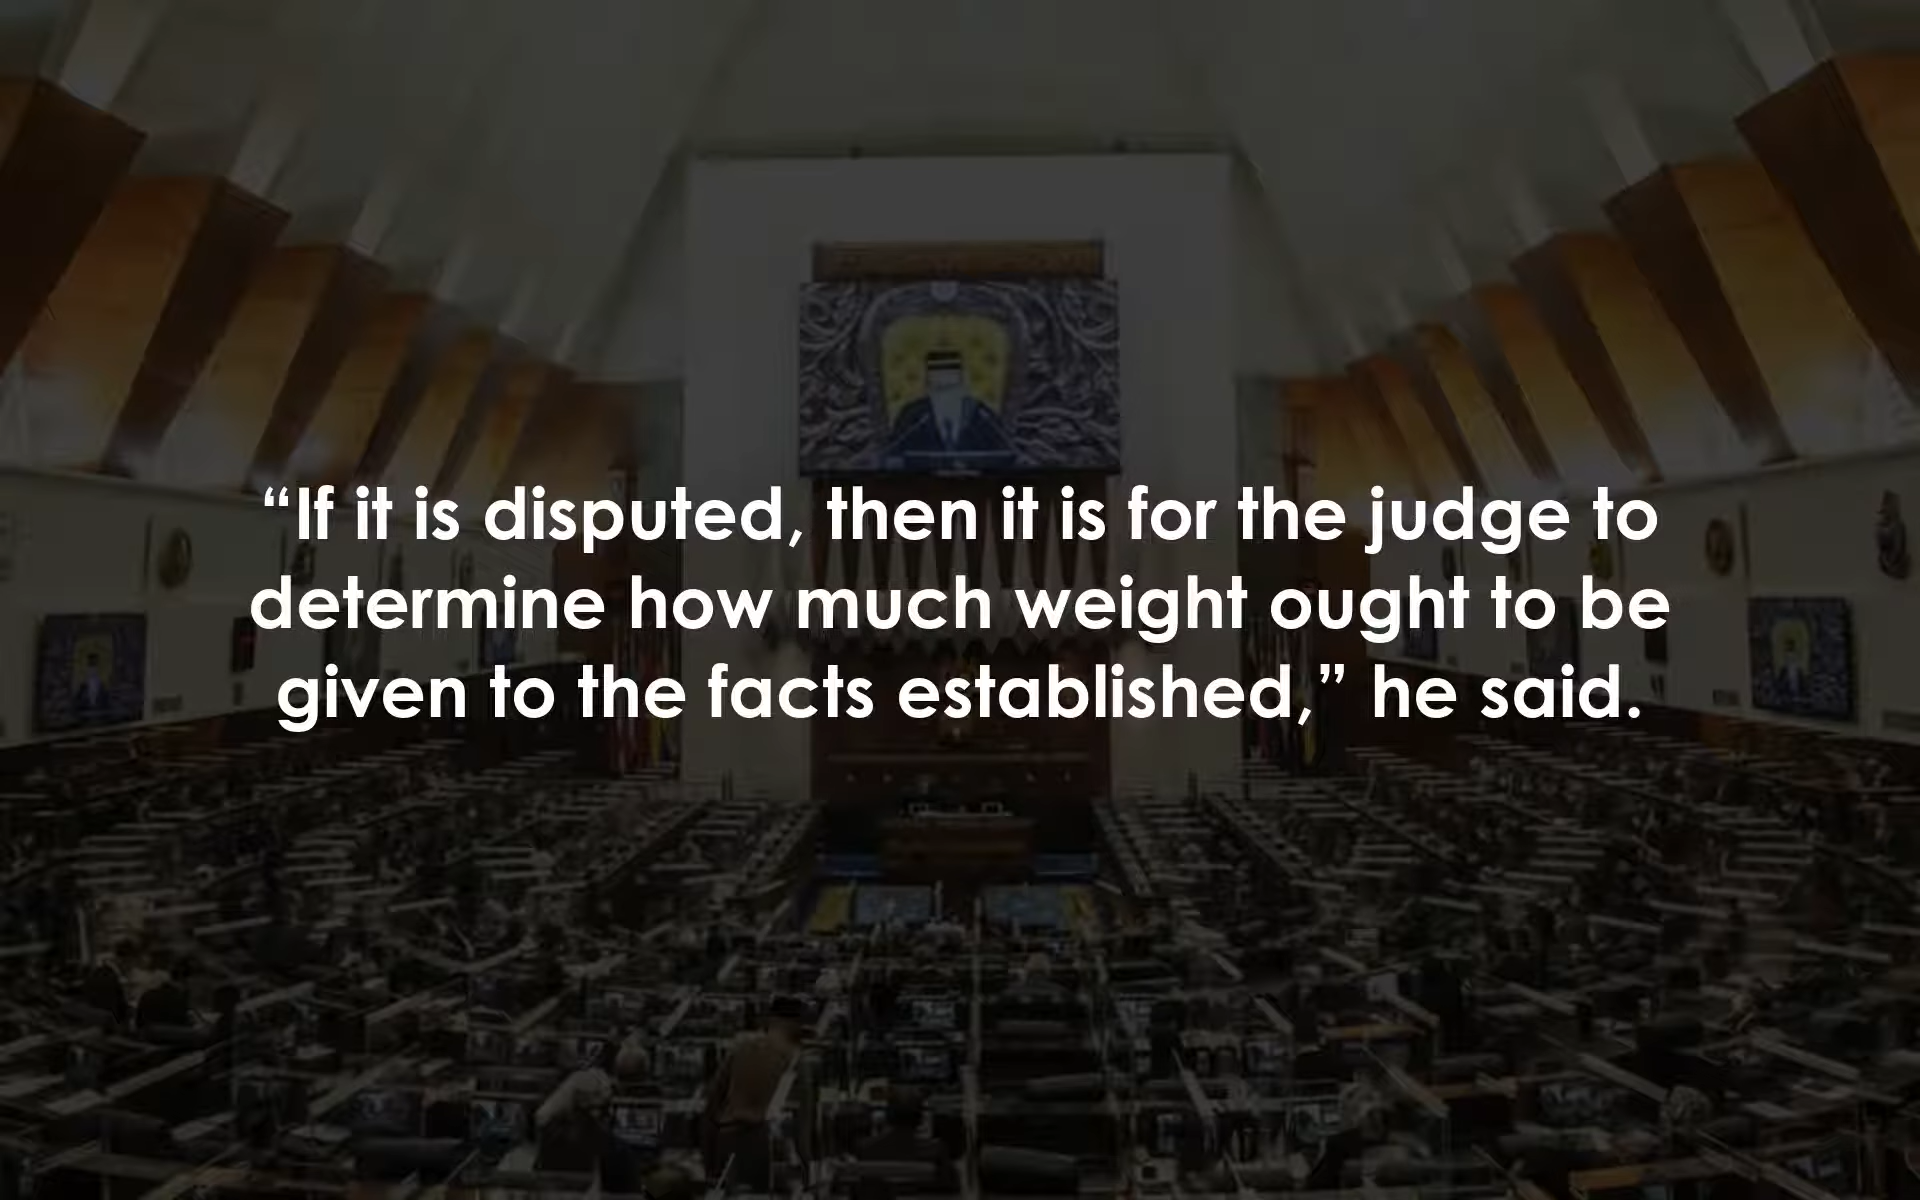 “If it is disputed, then it is for the judge to
determine how much weight ought to be
given to the facts established,” he said.